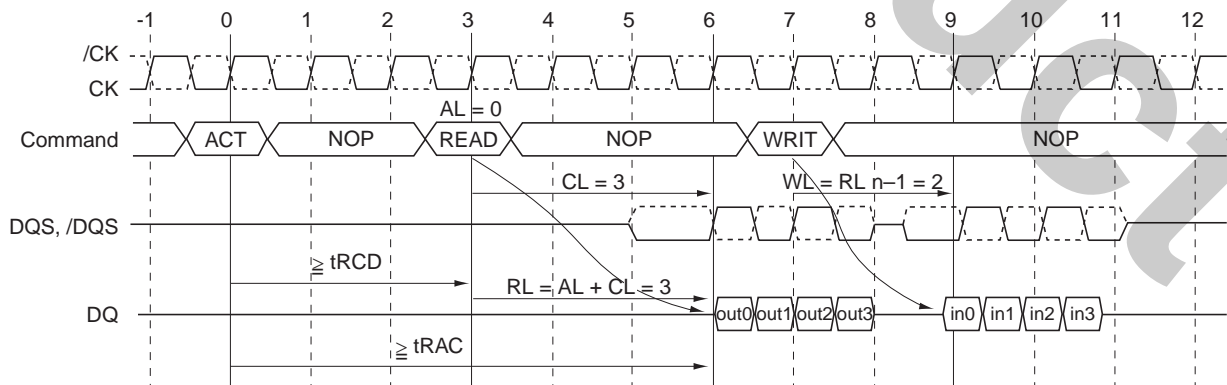 -1 0 1 2 3 4 5 6 7 8 9 10 11 12
/CK
CK
AL = 0
Command ACT NOP READ NOP WRIT NOP
CL = 3 WL = RL n–1 = 2
DQS, /DQS
≧ tRCD
RL = AL + CL = 3
DQ out0 out1 out2 out3 in0 in1 in2 in3
≧ tRAC
uct